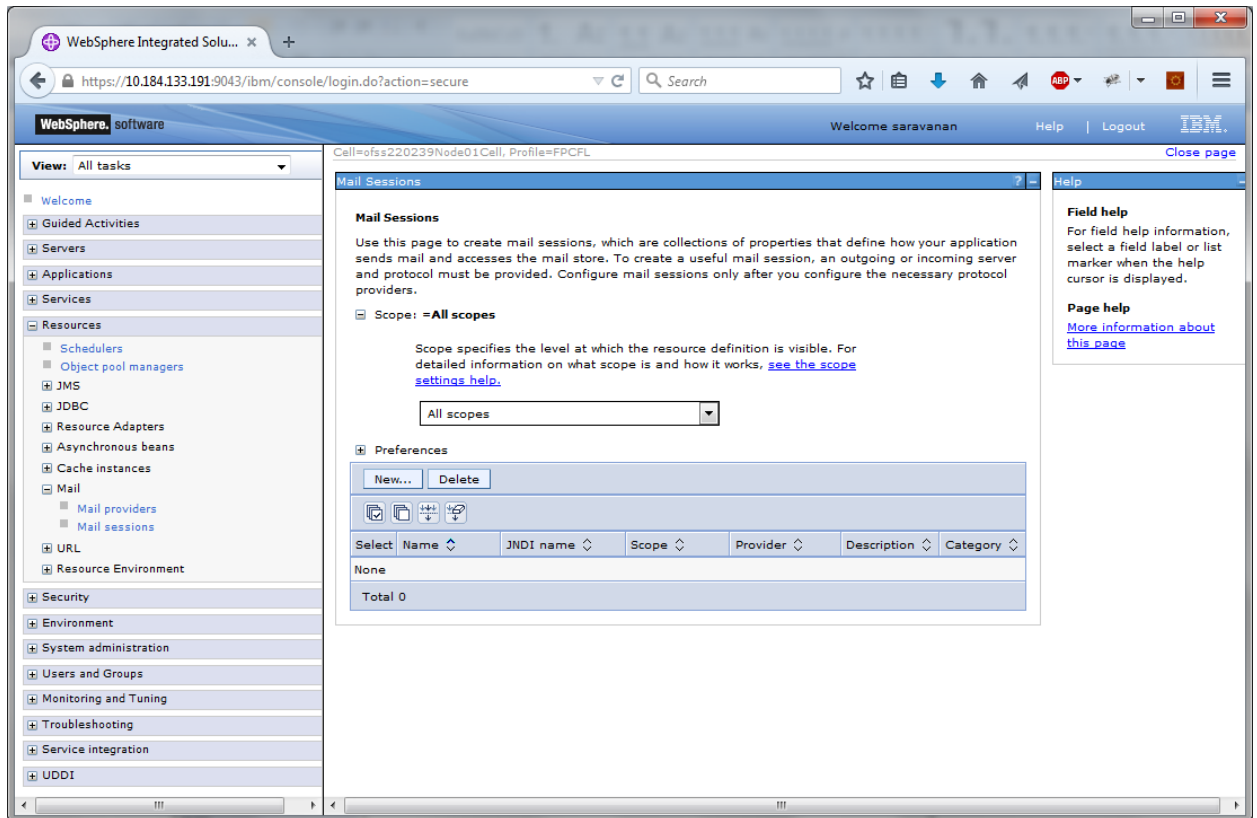 WebSphere Integrated Solu... × +
https://10.184.133.191:9043/ibm/console/login.do?action=secure
Search
ABP
WebSphere. software
Welcome saravanan
Help | Logout
IBM.
View: All tasks
Welcome
Guided Activities
Servers
Applications
Services
Resources
Schedulers
Object pool managers
JMS
JDBC
Resource Adapters
Asynchronous beans
Cache instances
Mail
Mail providers
Mail sessions
URL
Resource Environment
Security
Environment
System administration
Users and Groups
Monitoring and Tuning
Troubleshooting
Service integration
UDDI
Cell=ofss220239Node01Cell, Profile=FPCFL
Close page
Mail Sessions
? -
Mail Sessions
Use this page to create mail sessions, which are collections of properties that define how your application
sends mail and accesses the mail store. To create a useful mail session, an outgoing or incoming server
and protocol must be provided. Configure mail sessions only after you configure the necessary protocol
providers.
Scope: =All scopes
Scope specifies the level at which the resource definition is visible. For
detailed information on what scope is and how it works, see the scope
settings help.
All scopes
Preferences
New... Delete
Select Name JNDI name Scope Provider Description Category
None
Total 0
Help
Field help
For field help information,
select a field label or list
marker when the help
cursor is displayed.
Page help
More information about
this page